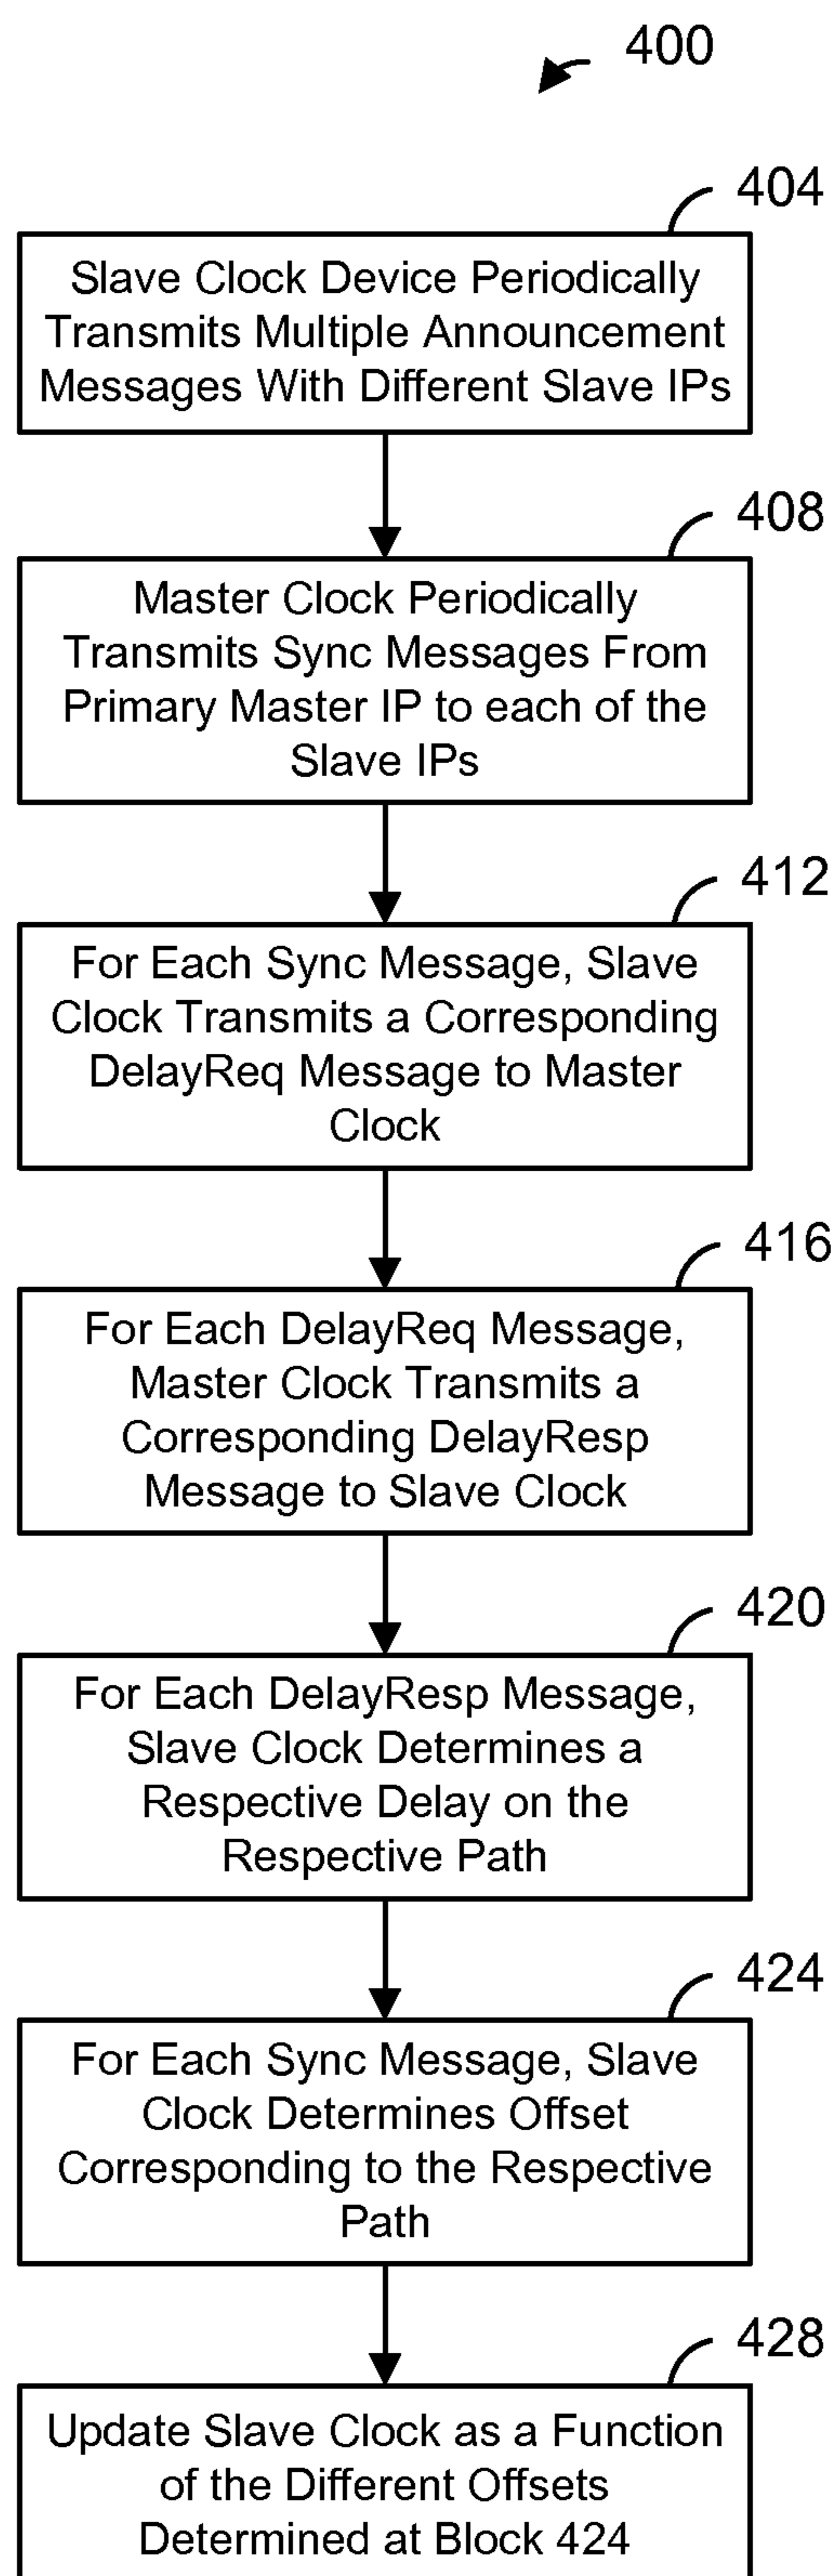 400
404
Slave Clock Device Periodically
Transmits Multiple Announcement
Messages With Different Slave IPs
408
Master Clock Periodically
Transmits Sync Messages From
Primary Master IP to each of the
Slave IPs
412
For Each Sync Message, Slave
Clock Transmits a Corresponding
DelayReq Message to Master
Clock
416
For Each DelayReq Message,
Master Clock Transmits a
Corresponding DelayResp
Message to Slave Clock
420
For Each DelayResp Message,
Slave Clock Determines a
Respective Delay on the
Respective Path
424
For Each Sync Message, Slave
Clock Determines Offset
Corresponding to the Respective
Path
428
Update Slave Clock as a Function
of the Different Offsets
Determined at Block 424